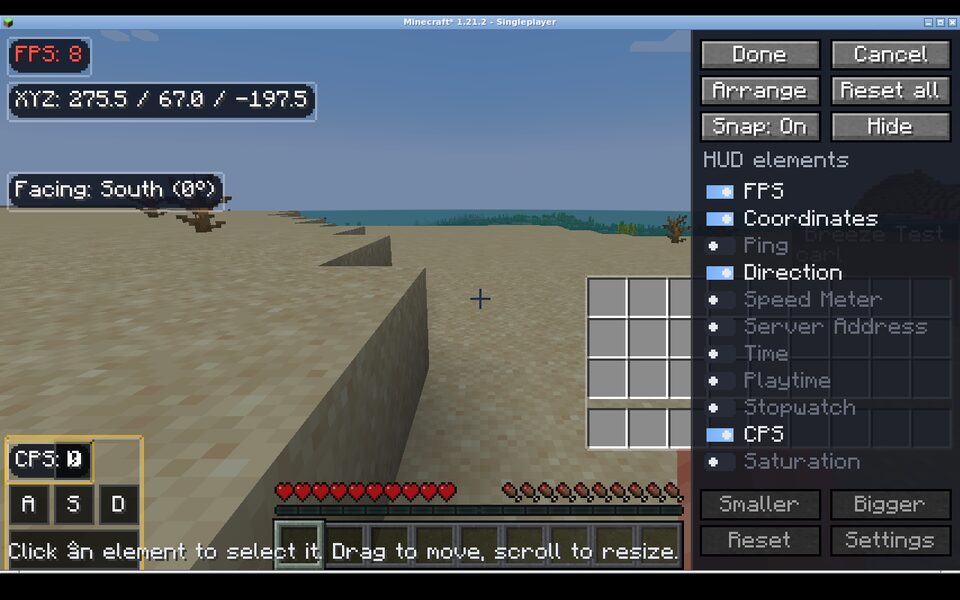 Minecraft* 1.21.2 - Singleplayer
FPS: 8
XYZ: 275.5 / 67.0 / -197.5
Facing: South (0°)
Done
Cancel
Arrange
Reset all
Snap: On
Hide
HUD elements
FPS
Coordinates
Ping
Direction
Speed Meter
Server Address
Time
Playtime
Stopwatch
CPS
Saturation
Smaller
Bigger
Reset
Settings
Breeze Test
CPS:
A
S
D
Click an element to select it. Drag to move, scroll to resize.